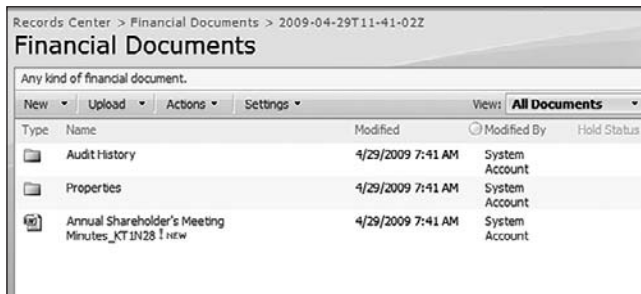 Records Center > Financial Documents > 2009-04-29T11-41-02Z
Financial Documents
Any kind of financial document.
New Upload Actions Settings View: All Documents
Type Name Modified Modified By Hold Status
Audit History 4/29/2009 7:41 AM System
Account
Properties 4/29/2009 7:41 AM System
Account
Annual Shareholder's Meeting 4/29/2009 7:41 AM System
Minutes_KT1N28 ! NEW Account